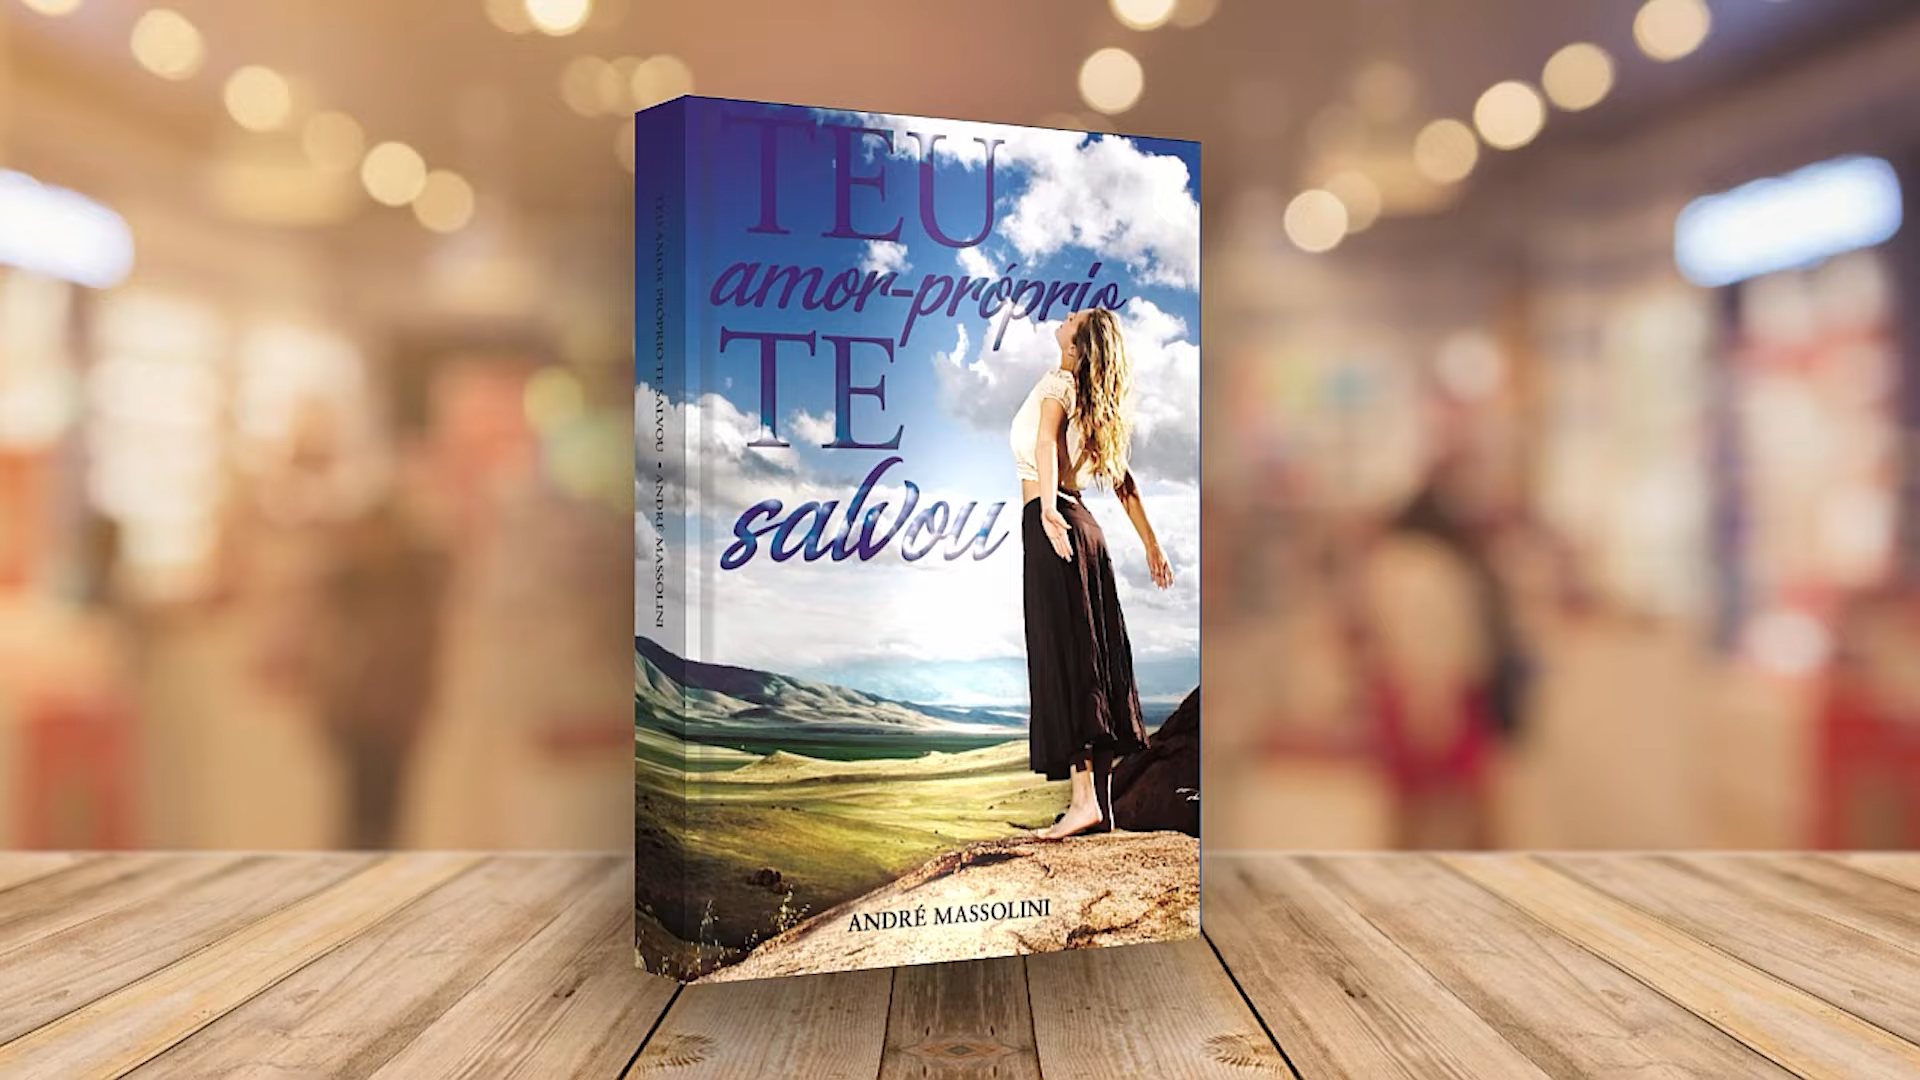 TEU
amor-próprio
TE
salvou
ANDRÉ MASSOLINI
TEU AMOR PRÓPRIO TE SALVOU • ANDRÉ MASSOLINI